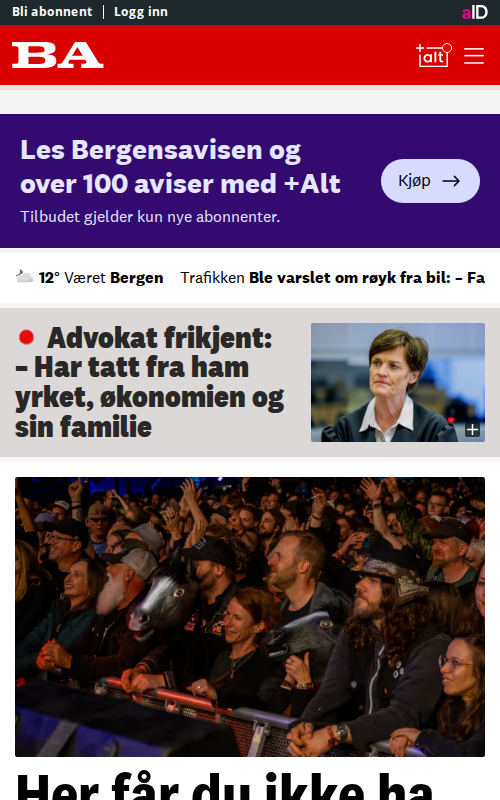 Bli abonnent | Logg inn
aID
BA
+alt
Les Bergensavisen og
over 100 aviser med +Alt
Tilbudet gjelder kun nye abonnenter.
Kjøp →
12° Været Bergen Trafikken Ble varslet om røyk fra bil: – Fa
Advokat frikjent:
– Har tatt fra ham
yrket, økonomien og
sin familie
Her får du ikke ha